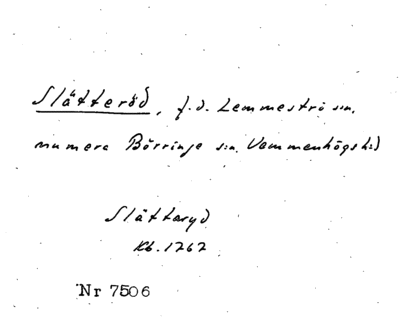 Slätteröd, f.d. Lemmeströ sn.
numera Börringe sn. Vemmenhögs hd
Slättaryd
Kb. 1262
Nr 7506